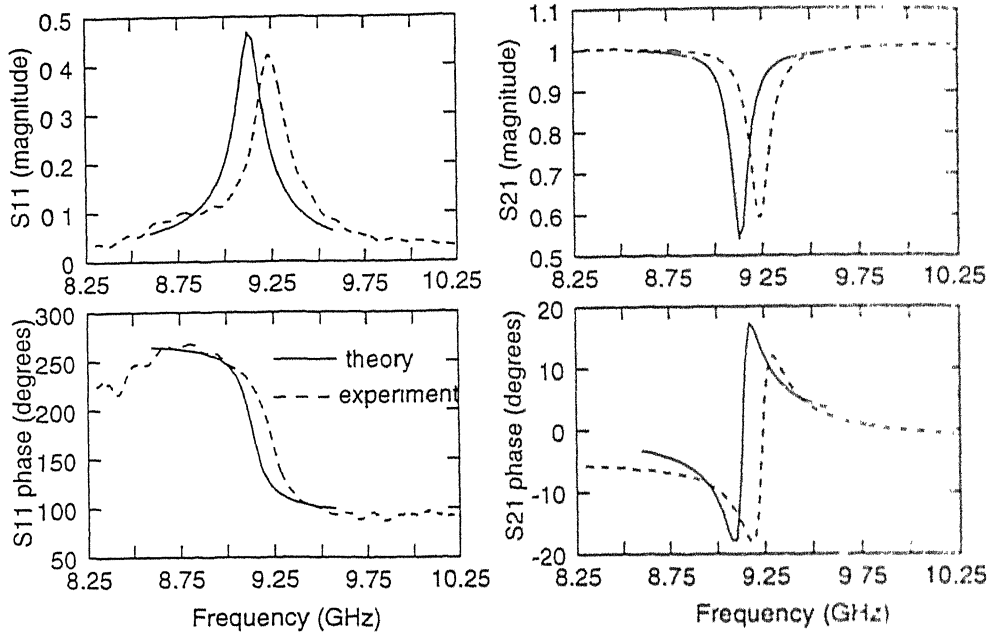 S11 (magnitude)
0.5
0 4
0 3
0 2
0 1
0
8.25 8.75 9.25 9.75 10.25
S21 (magnitude)
1.1
1
0.9
0.8
0.7
0.6
0.5
8.25 8.75 9.25 9.75 10.25
S11 phase (degrees)
300
250
200
150
100
50
theory
experiment
8.25 8.75 9.25 9.75 10.25
Frequency (GHz)
S21 phase (degrees)
20
10
0
-10
-20
8.25 8.75 9.25 9.75 10.25
Frequency (GHz)